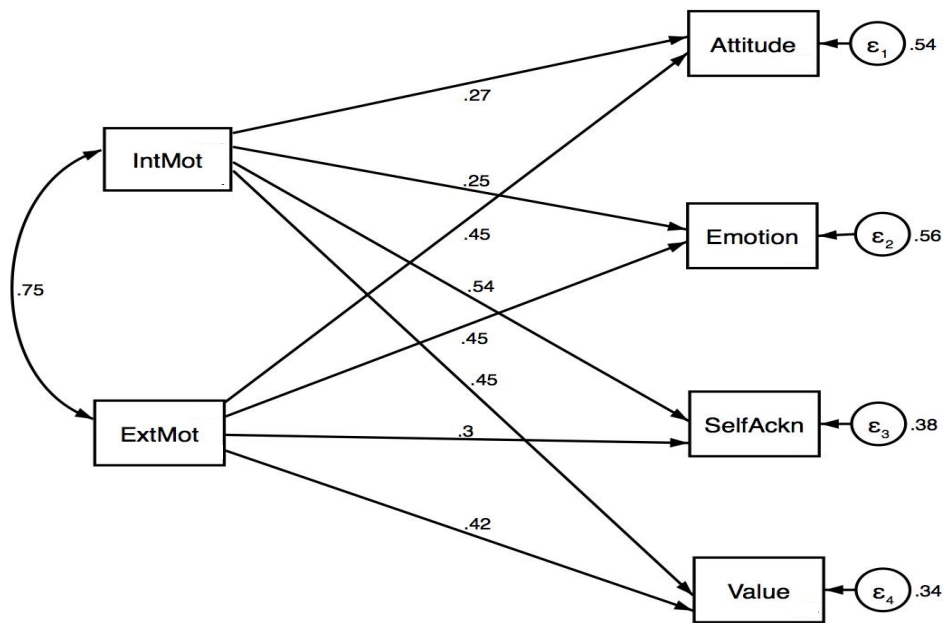 Attitude
ε1
.54
.27
IntMot
.25
.45
Emotion
ε2
.56
.75
.54
.45
.45
ExtMot
.3
SelfAckn
ε3
.38
.42
Value
ε4
.34